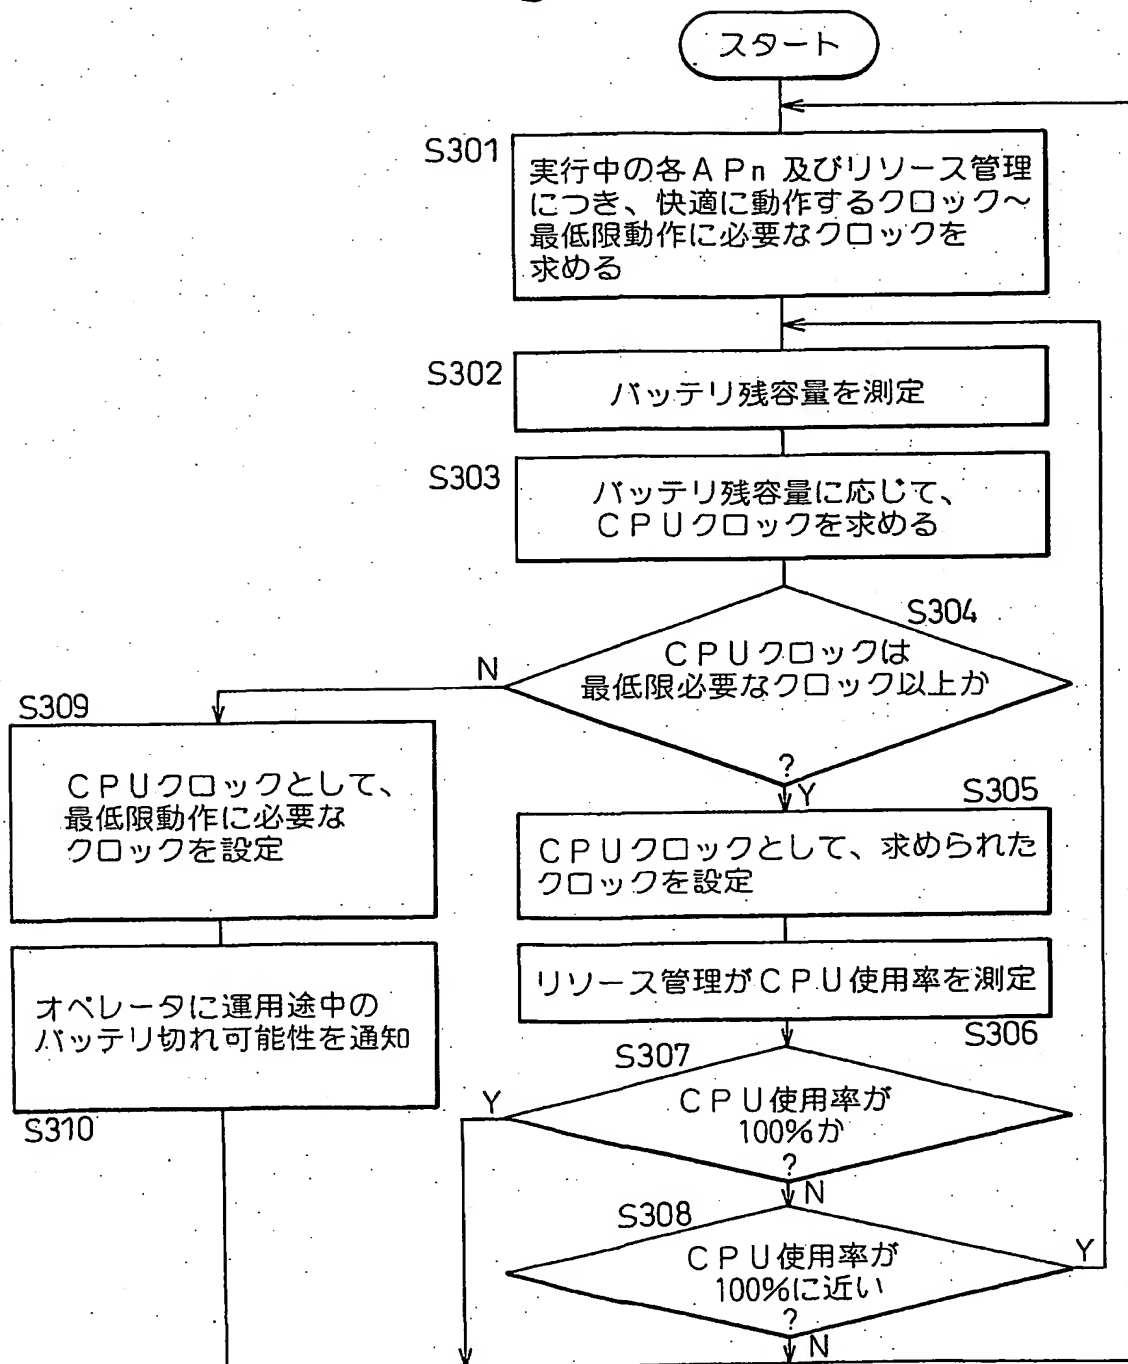 スタート
S301
実行中の各APn 及びリソース管理
につき、快適に動作するクロック〜
最低限動作に必要なクロックを
求める
S302
バッテリ残容量を測定
S303
バッテリ残容量に応じて、
CPUクロックを求める
S304
CPUクロックは
最低限必要なクロック以上か
?
N
Y
S309
CPUクロックとして、
最低限動作に必要な
クロックを設定
オペレータに運用途中の
バッテリ切れ可能性を通知
S310
S305
CPUクロックとして、求められた
クロックを設定
リソース管理がCPU使用率を測定
S306
S307
CPU使用率が
100%か
?
Y
N
S308
CPU使用率が
100%に近い
?
Y
N